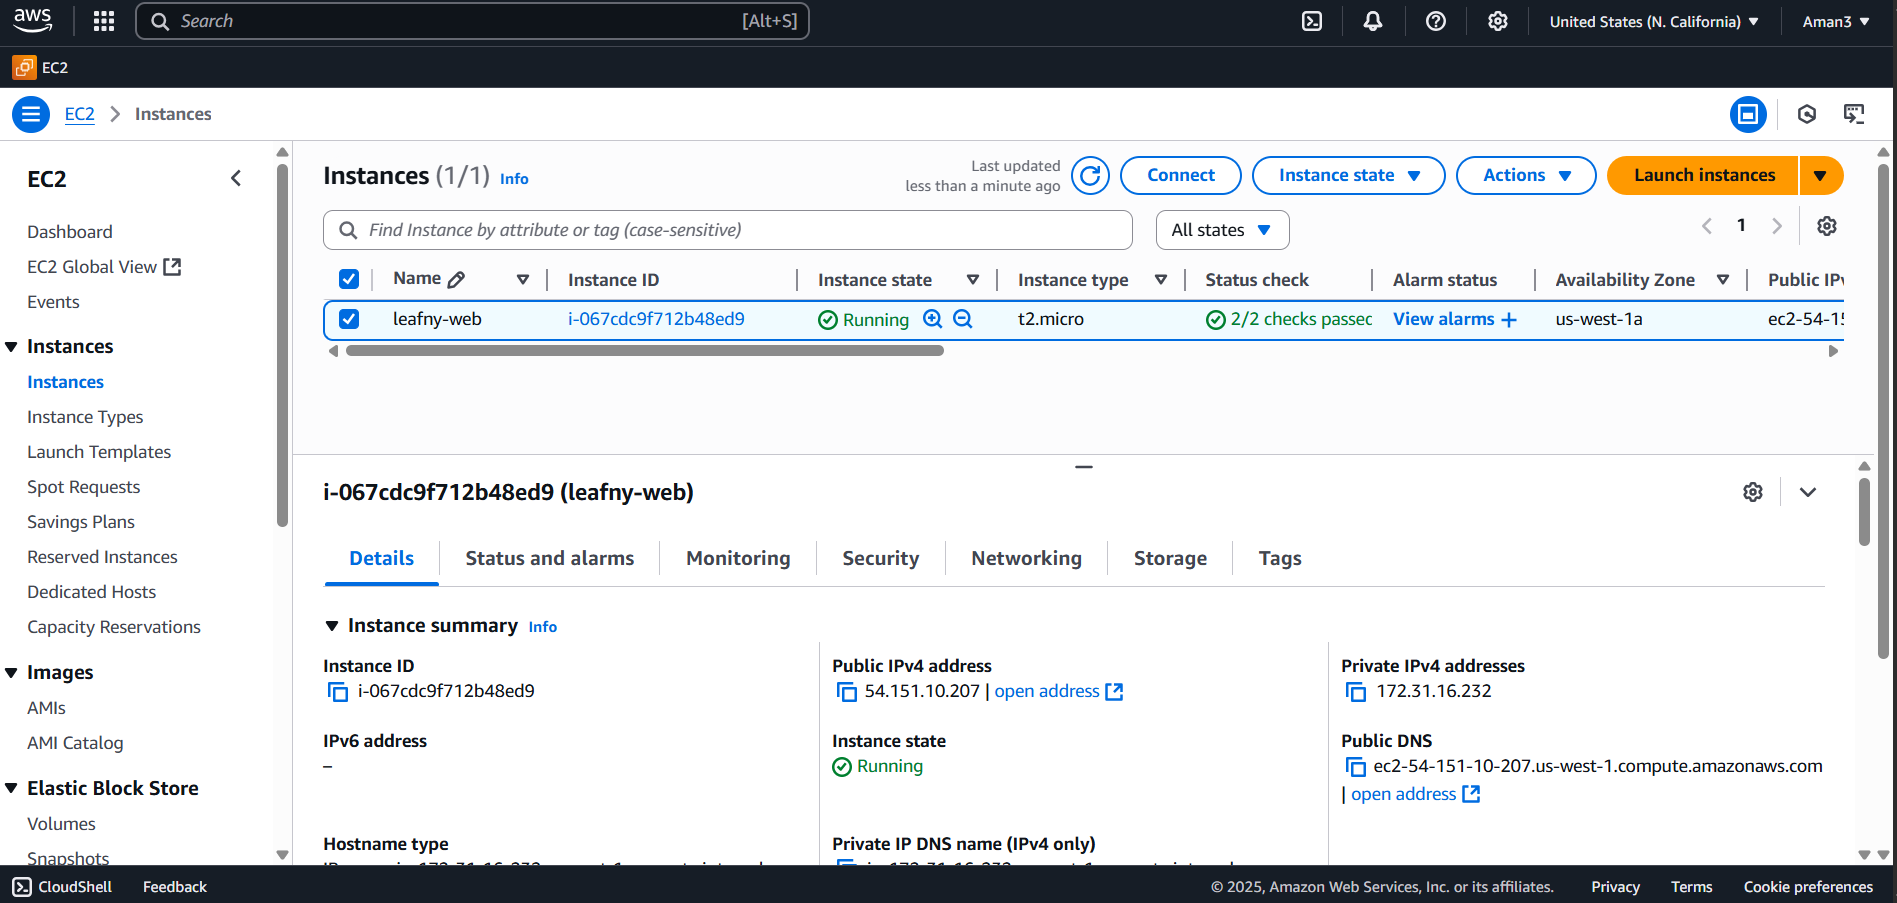 aws
Search [Alt+S]
United States (N. California)
Aman3
EC2
EC2 > Instances
EC2
Dashboard
EC2 Global View
Events
Instances
Instances
Instance Types
Launch Templates
Spot Requests
Savings Plans
Reserved Instances
Dedicated Hosts
Capacity Reservations
Images
AMIs
AMI Catalog
Elastic Block Store
Volumes
Snapshots
Instances (1/1) Info
Last updated
less than a minute ago
Connect
Instance state
Actions
Launch instances
Find Instance by attribute or tag (case-sensitive)
All states
1
Name Instance ID Instance state Instance type Status check Alarm status Availability Zone Public IPv
leafny-web i-067cdc9f712b48ed9 Running t2.micro 2/2 checks passec View alarms + us-west-1a ec2-54-15
i-067cdc9f712b48ed9 (leafny-web)
Details Status and alarms Monitoring Security Networking Storage Tags
Instance summary Info
Instance ID
i-067cdc9f712b48ed9
Public IPv4 address
54.151.10.207 | open address
Private IPv4 addresses
172.31.16.232
IPv6 address
–
Instance state
Running
Public DNS
ec2-54-151-10-207.us-west-1.compute.amazonaws.com
| open address
Hostname type
Private IP DNS name (IPv4 only)
CloudShell Feedback © 2025, Amazon Web Services, Inc. or its affiliates. Privacy Terms Cookie preferences